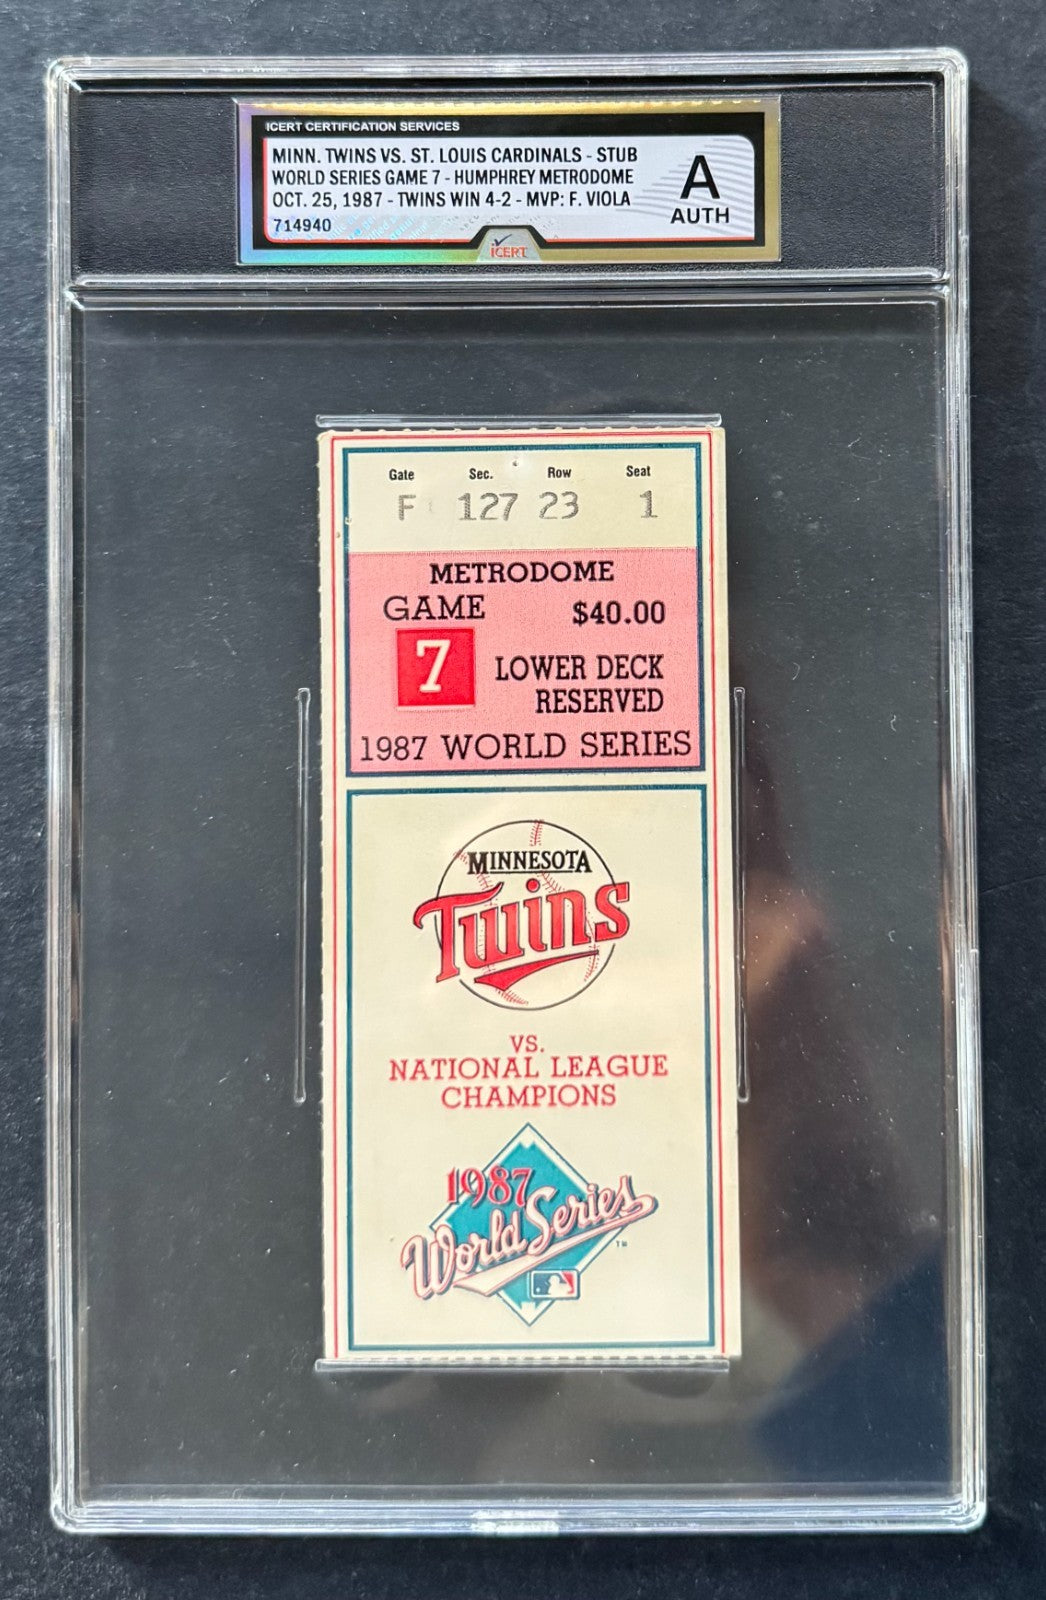 ICERT CERTIFICATION SERVICES
MINN. TWINS VS. ST. LOUIS CARDINALS - STUB
WORLD SERIES GAME 7 - HUMPHREY METRODOME
OCT. 25, 1987 - TWINS WIN 4-2 - MVP: F. VIOLA
714940
A
AUTH
iCERT
Gate Sec. Row Seat
F 127 23 1
METRODOME
GAME $40.00
7
LOWER DECK
RESERVED
1987 WORLD SERIES
MINNESOTA
Twins
VS.
NATIONAL LEAGUE
CHAMPIONS
1987
World Series
TM